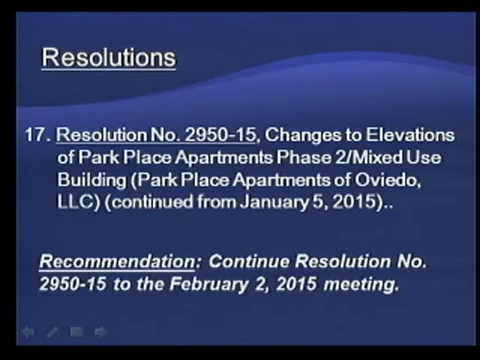 Resolutions
17. Resolution No. 2950-15, Changes to Elevations
of Park Place Apartments Phase 2/Mixed Use
Building (Park Place Apartments of Oviedo,
LLC) (continued from January 5, 2015)..
Recommendation: Continue Resolution No.
2950-15 to the February 2, 2015 meeting.